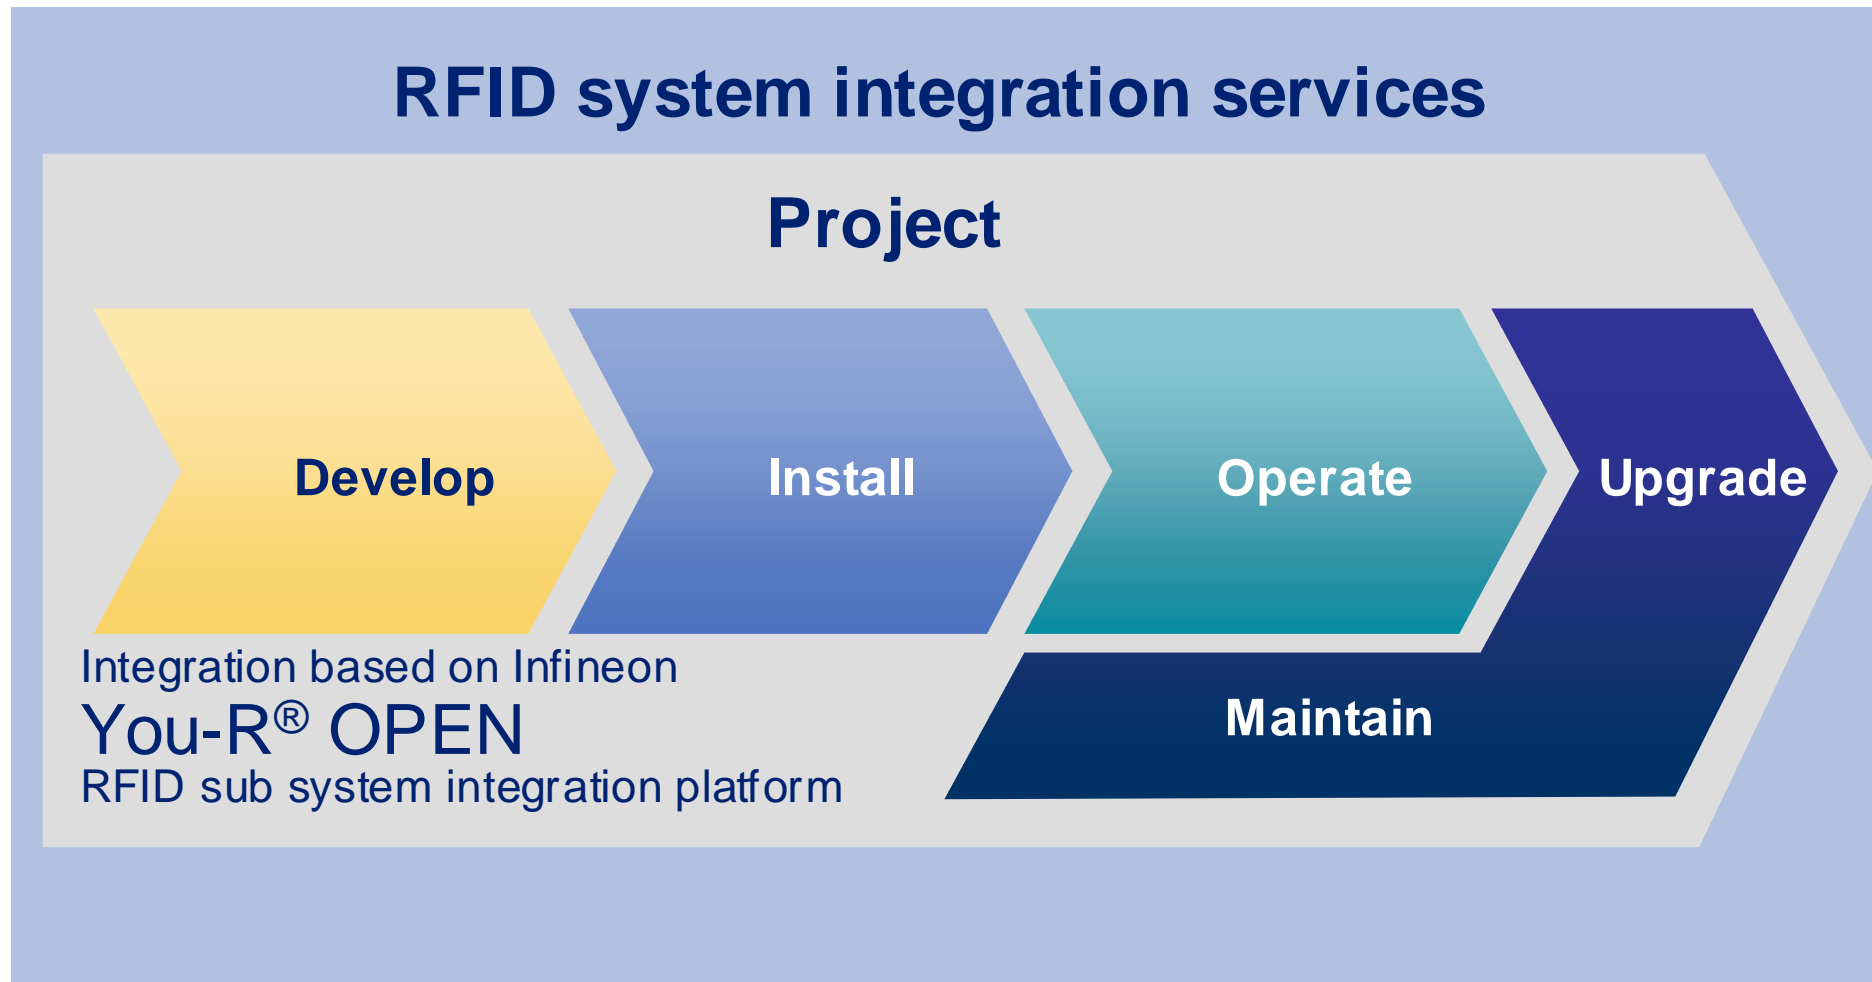 RFID system integration services
Project
Develop
Install
Operate
Upgrade
Integration based on Infineon
You-R® OPEN
RFID sub system integration platform
Maintain